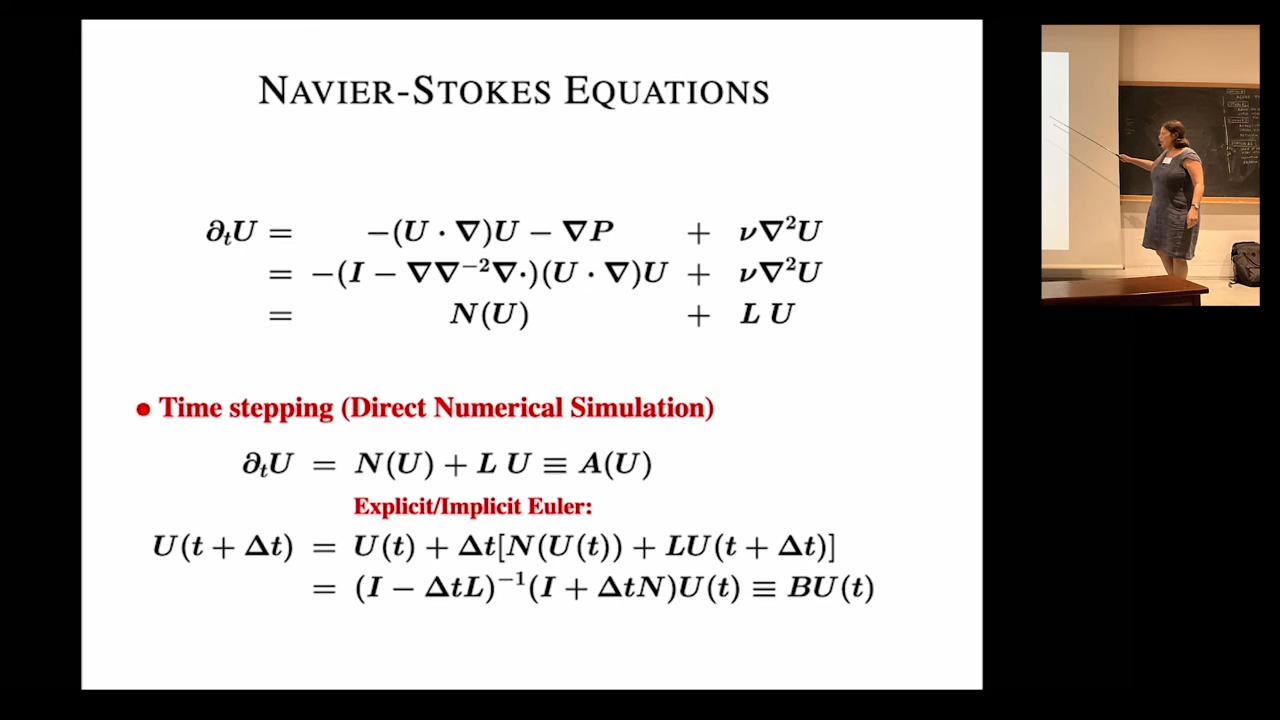 NAVIER-STOKES EQUATIONS
∂ₜU = −(U · ∇)U − ∇P + ν∇²U
= −(I − ∇∇⁻²∇·)(U · ∇)U + ν∇²U
= N(U) + L U
• Time stepping (Direct Numerical Simulation)
∂ₜU = N(U) + L U ≡ A(U)
Explicit/Implicit Euler:
U(t + Δt) = U(t) + Δt[N(U(t)) + LU(t + Δt)]
= (I − ΔtL)⁻¹(I + ΔtN)U(t) ≡ BU(t)